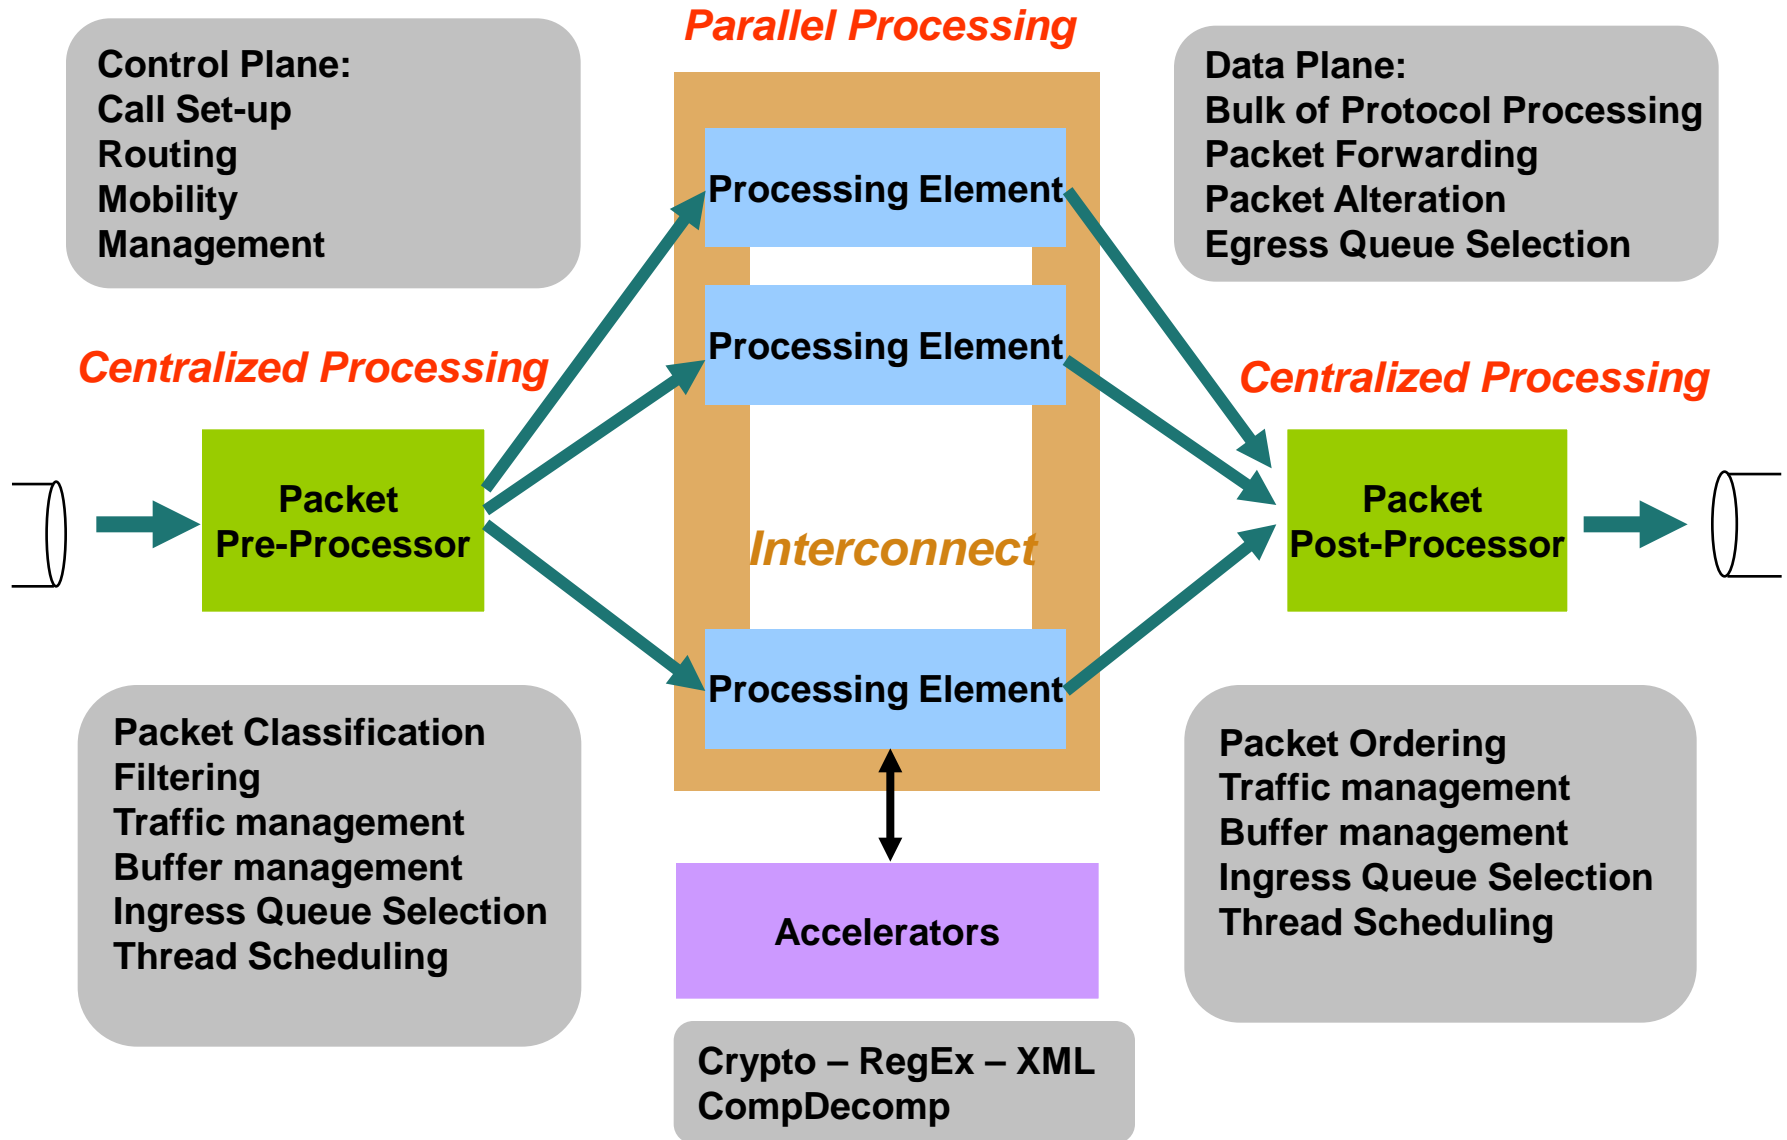 Parallel Processing
Control Plane:
Call Set-up
Routing
Mobility
Management
Data Plane:
Bulk of Protocol Processing
Packet Forwarding
Packet Alteration
Egress Queue Selection
Processing Element
Processing Element
Centralized Processing
Centralized Processing
Packet
Pre-Processor
Interconnect
Packet
Post-Processor
Processing Element
Packet Classification
Filtering
Traffic management
Buffer management
Ingress Queue Selection
Thread Scheduling
Packet Ordering
Traffic management
Buffer management
Ingress Queue Selection
Thread Scheduling
Accelerators
Crypto – RegEx – XML
CompDecomp